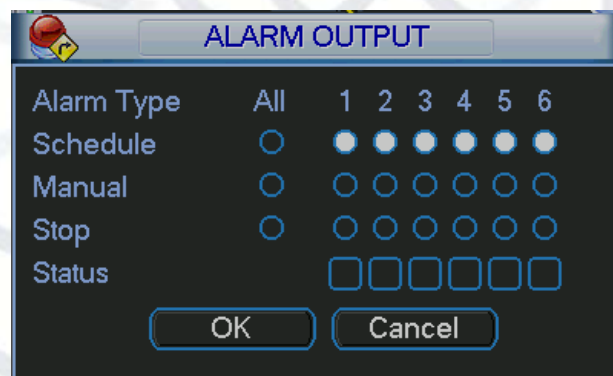 ALARM OUTPUT
Alarm Type All 1 2 3 4 5 6
Schedule
Manual
Stop
Status
OK Cancel